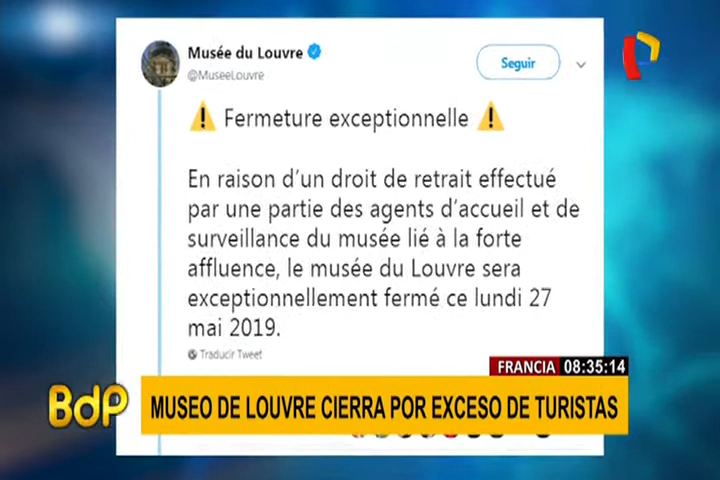 Musée du Louvre
@MuseeLouvre
Seguir
Fermeture exceptionnelle
En raison d'un droit de retrait effectué
par une partie des agents d'accueil et de
surveillance du musée lié à la forte
affluence, le musée du Louvre sera
exceptionnellement fermé ce lundi 27
mai 2019.
Traducir Tweet
FRANCIA 08:35:14
BdP
MUSEO DE LOUVRE CIERRA POR EXCESO DE TURISTAS